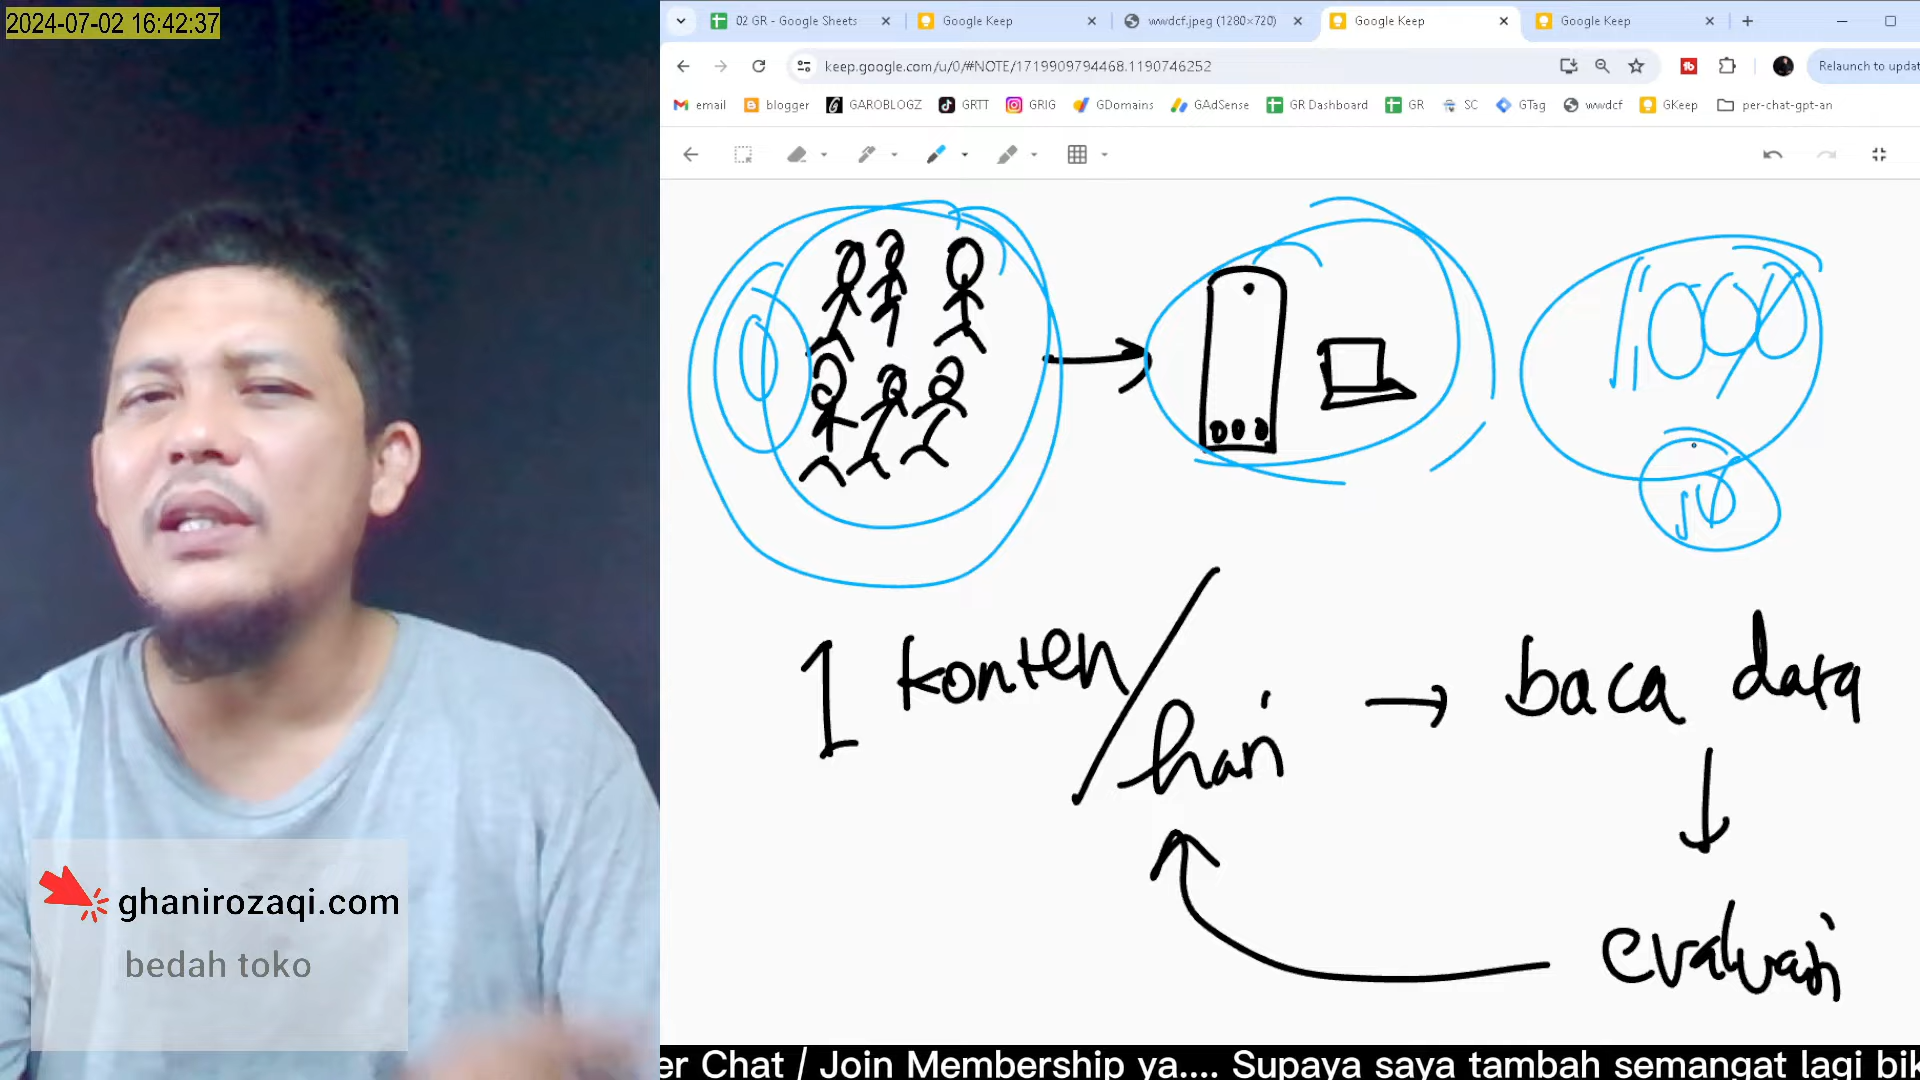 2024-07-02 16:42:37
02 GR - Google Sheets
Google Keep
wwdcf.jpeg (1280×720)
Google Keep
Google Keep
keep.google.com/u/0/#NOTE/1719909794468.1190746252
Relaunch to updat
email
blogger
GAROBLOGZ
GRTT
GRIG
GDomains
GAdSense
GR Dashboard
GR
SC
GTag
wwdcf
GKeep
per-chat-gpt-an
1 konten/
hari
→ baca data
evaluasi
ghanirozaqi.com
bedah toko
er Chat / Join Membership ya.... Supaya saya tambah semangat lagi bik